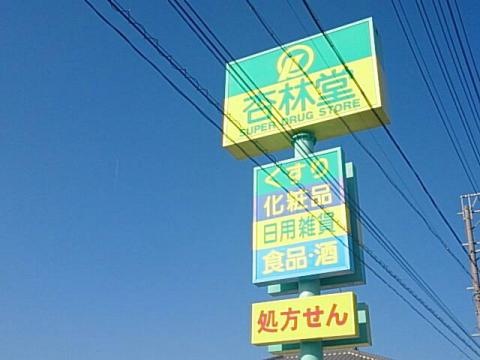 杏林堂
SUPER DRUG STORE
くすり
化粧品
日用雑貨
食品・酒
処方せん